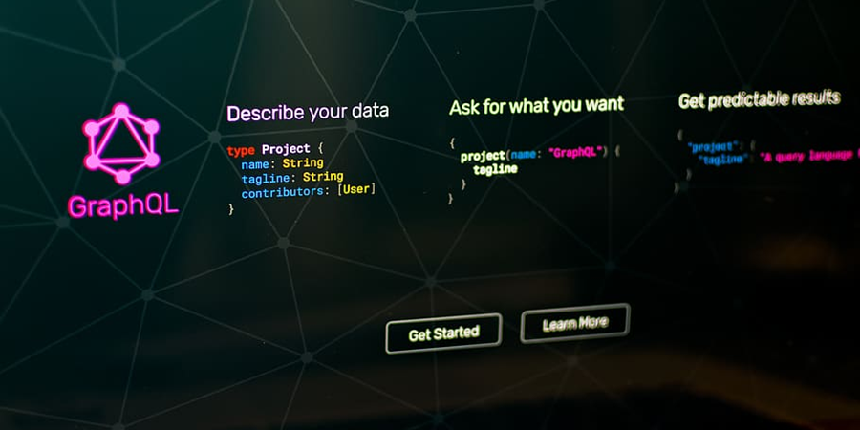 GraphQL
Describe your data
type Project {
name: String
tagline: String
contributors: [User]
}
Ask for what you want
{
project(name: "GraphQL") {
tagline
}
}
Get predictable results
{
"project": {
"tagline": "A query language
}
Get Started
Learn More